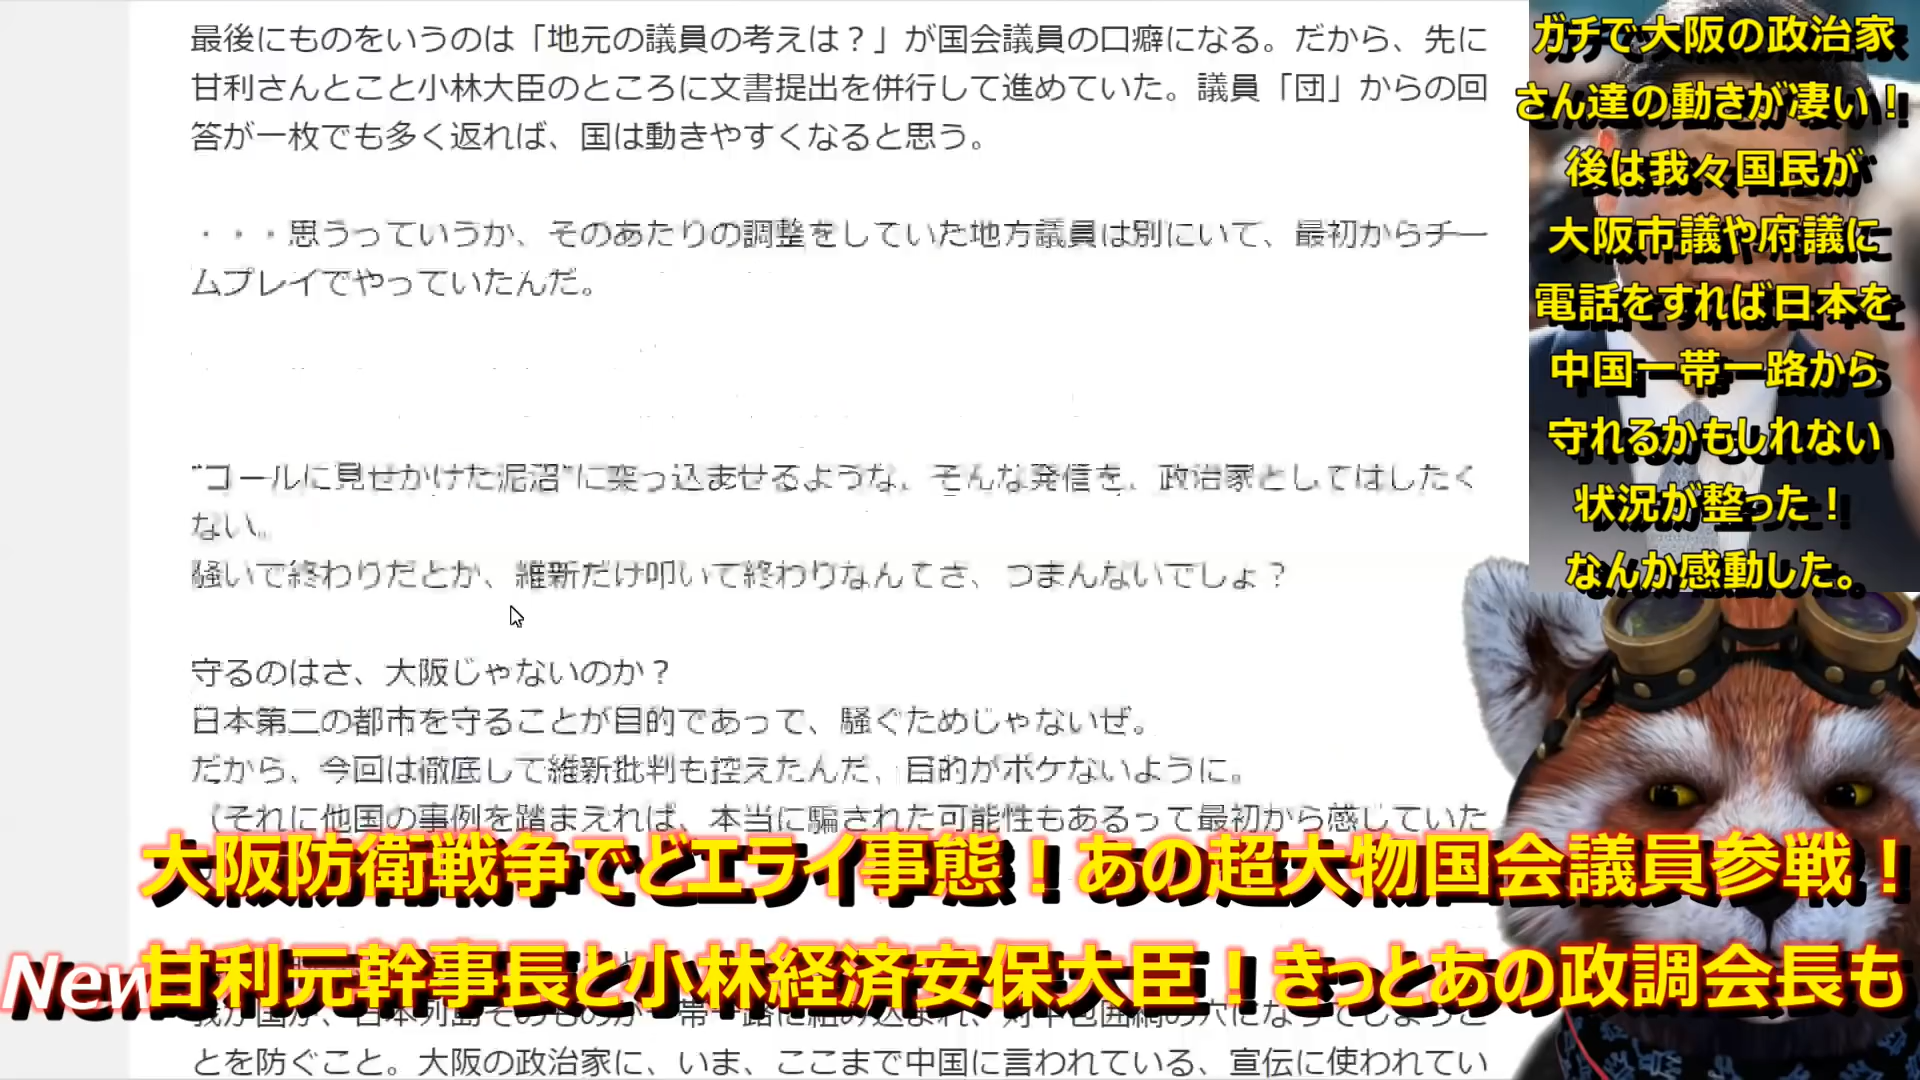 最後にものをいうのは「地元の議員の考えは？」が国会議員の口癖になる。だから、先に
甘利さんとこと小林大臣のところに文書提出を併行して進めていた。議員「団」からの回
答が一枚でも多く返れば、国は動きやすくなると思う。
・・・思うっていうか、そのあたりの調整をしていた地方議員は別にいて、最初からチー
ムプレイでやっていたんだ。
“ゴールに見せかけた泥沼”に突っ込ませるような、そんな発信を、政治家としてはしたく
ない。
騒いで終わりだとか、維新だけ叩いて終わりなんてさ、つまんないでしょ？
守るのはさ、大阪じゃないのか？
日本第二の都市を守ることが目的であって、騒ぐためじゃないぜ。
だから、今回は徹底して維新批判も控えたんだ、目的がボケないように。
（それに他国の事例を踏まえれば、本当に騙された可能性もあるって最初から感じていた
とを防ぐこと。大阪の政治家に、いま、ここまで中国に言われている、宣伝に使われてい
ガチで大阪の政治家
さん達の動きが凄い！
後は我々国民が
大阪市議や府議に
電話をすれば日本を
中国一帯一路から
守れるかもしれない
状況が整った！
なんか感動した。
大阪防衛戦争でどエライ事態！あの超大物国会議員参戦！
New
甘利元幹事長と小林経済安保大臣！きっとあの政調会長も